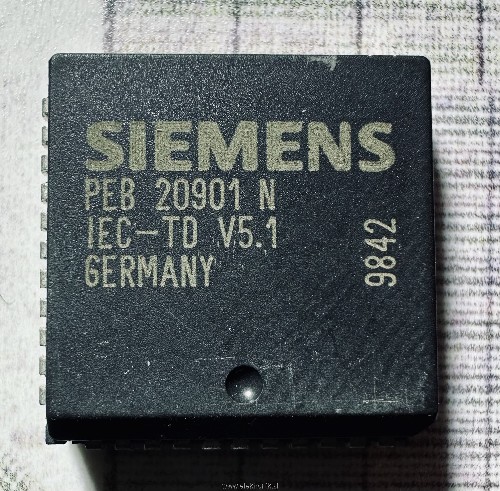 SIEMENS
PEB 20901 N
IEC-TD V5.1
GERMANY
9842